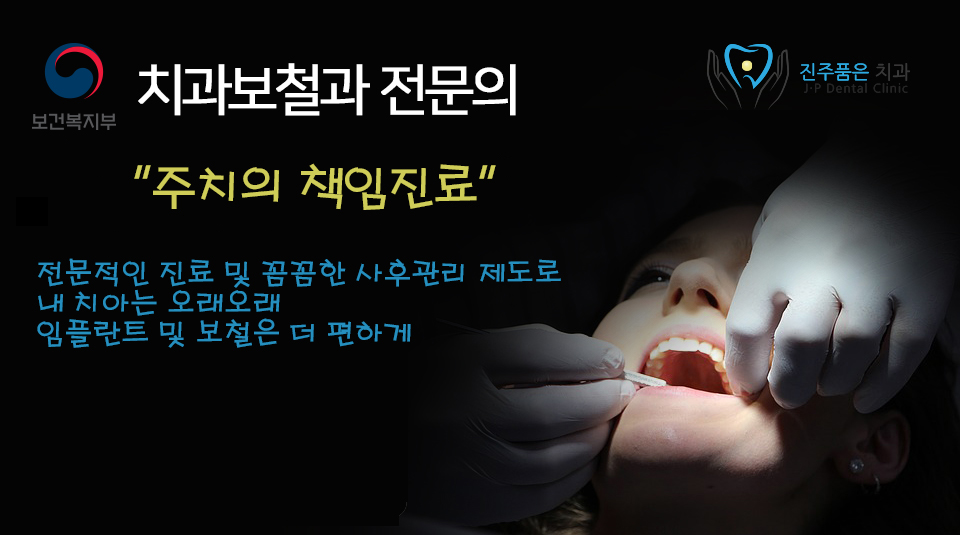 보건복지부
치과보철과 전문의
진주품은 치과
J·P Dental Clinic
"주치의 책임진료"
전문적인 진료 및 꼼꼼한 사후관리 제도로
내 치아는 오래오래
임플란트 및 보철은 더 편하게